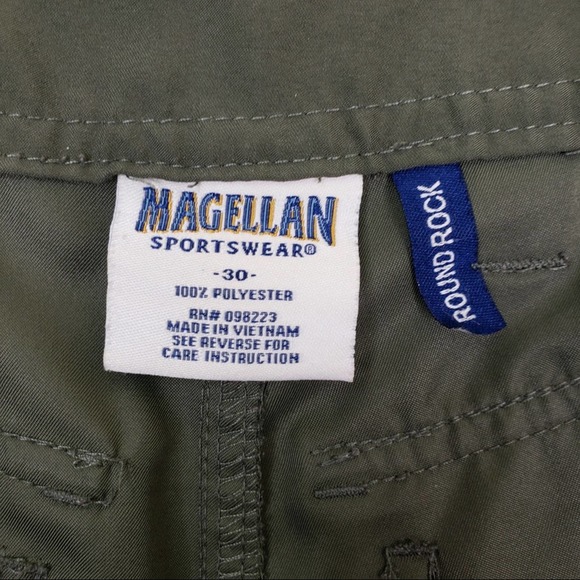 MAGELLAN
SPORTSWEAR®
-30-
100% POLYESTER
RN# 098223
MADE IN VIETNAM
SEE REVERSE FOR
CARE INSTRUCTION
ROUND ROCK